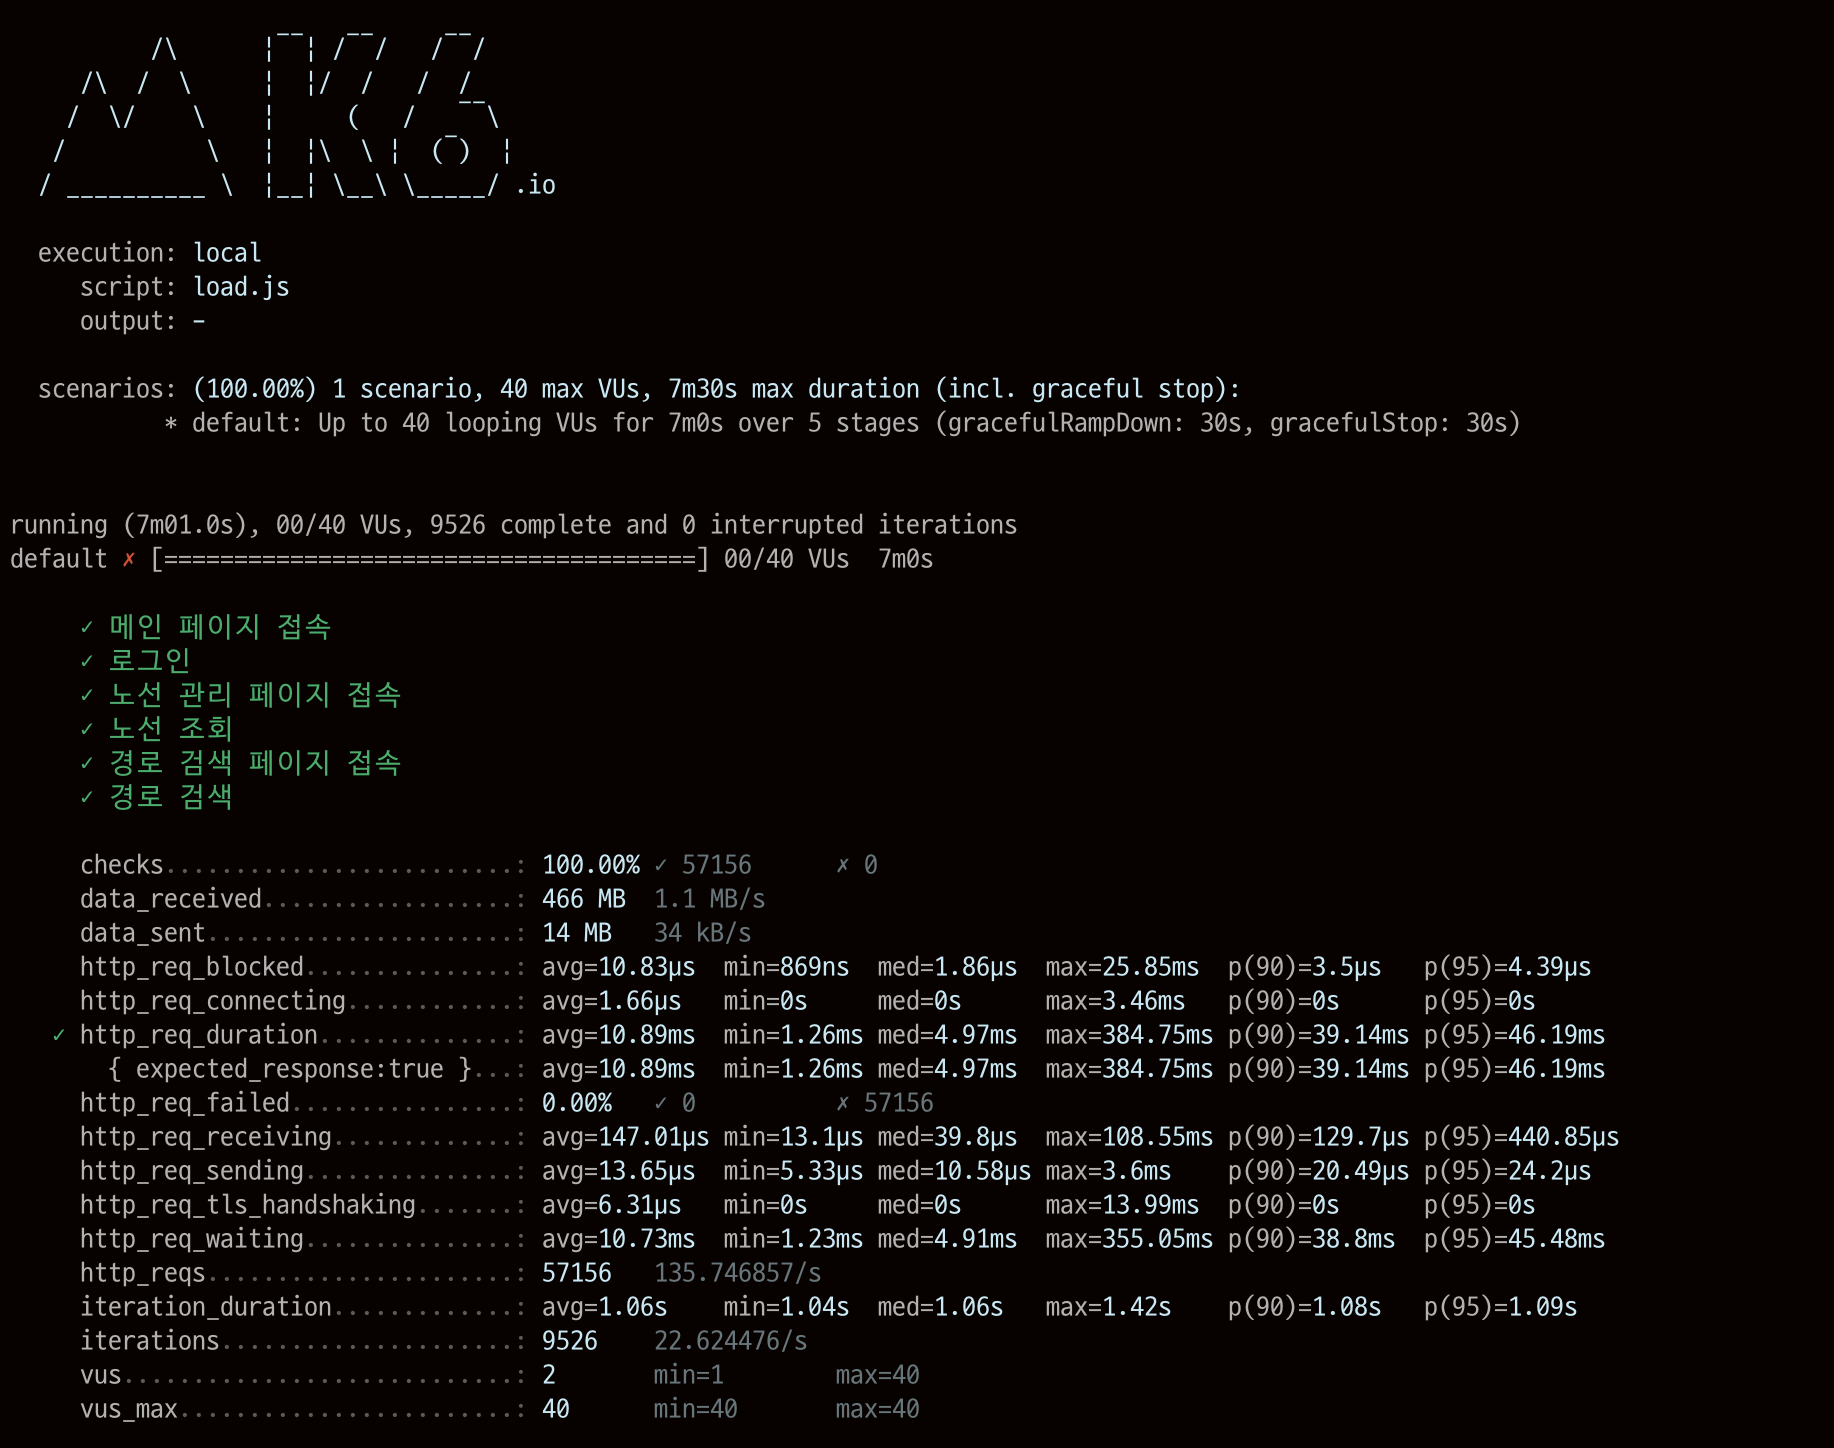 /\      |‾‾| /‾‾/   /‾‾/
     /\  /  \     |  |/  /   /  /
    /  \/    \    |     (   /   ‾‾\
   /          \   |  |\  \ |  (‾)  |
  / __________ \  |__| \__\ \_____/ .io
execution: local
script: load.js
output: -
scenarios: (100.00%) 1 scenario, 40 max VUs, 7m30s max duration (incl. graceful stop):
* default: Up to 40 looping VUs for 7m0s over 5 stages (gracefulRampDown: 30s, gracefulStop: 30s)
running (7m01.0s), 00/40 VUs, 9526 complete and 0 interrupted iterations
default ✗ [======================================] 00/40 VUs  7m0s
✓ 메인 페이지 접속
✓ 로그인
✓ 노선 관리 페이지 접속
✓ 노선 조회
✓ 경로 검색 페이지 접속
✓ 경로 검색
checks.........................: 100.00% ✓ 57156      ✗ 0
data_received..................: 466 MB  1.1 MB/s
data_sent......................: 14 MB   34 kB/s
http_req_blocked...............: avg=10.83µs  min=869ns  med=1.86µs  max=25.85ms  p(90)=3.5µs   p(95)=4.39µs
http_req_connecting............: avg=1.66µs   min=0s     med=0s      max=3.46ms   p(90)=0s      p(95)=0s
✓ http_req_duration..............: avg=10.89ms  min=1.26ms med=4.97ms  max=384.75ms p(90)=39.14ms p(95)=46.19ms
{ expected_response:true }...: avg=10.89ms  min=1.26ms med=4.97ms  max=384.75ms p(90)=39.14ms p(95)=46.19ms
http_req_failed................: 0.00%   ✓ 0          ✗ 57156
http_req_receiving.............: avg=147.01µs min=13.1µs med=39.8µs  max=108.55ms p(90)=129.7µs p(95)=440.85µs
http_req_sending...............: avg=13.65µs  min=5.33µs med=10.58µs max=3.6ms    p(90)=20.49µs p(95)=24.2µs
http_req_tls_handshaking.......: avg=6.31µs   min=0s     med=0s      max=13.99ms  p(90)=0s      p(95)=0s
http_req_waiting...............: avg=10.73ms  min=1.23ms med=4.91ms  max=355.05ms p(90)=38.8ms  p(95)=45.48ms
http_reqs......................: 57156   135.746857/s
iteration_duration.............: avg=1.06s    min=1.04s  med=1.06s   max=1.42s    p(90)=1.08s   p(95)=1.09s
iterations.....................: 9526    22.624476/s
vus............................: 2       min=1        max=40
vus_max........................: 40      min=40       max=40